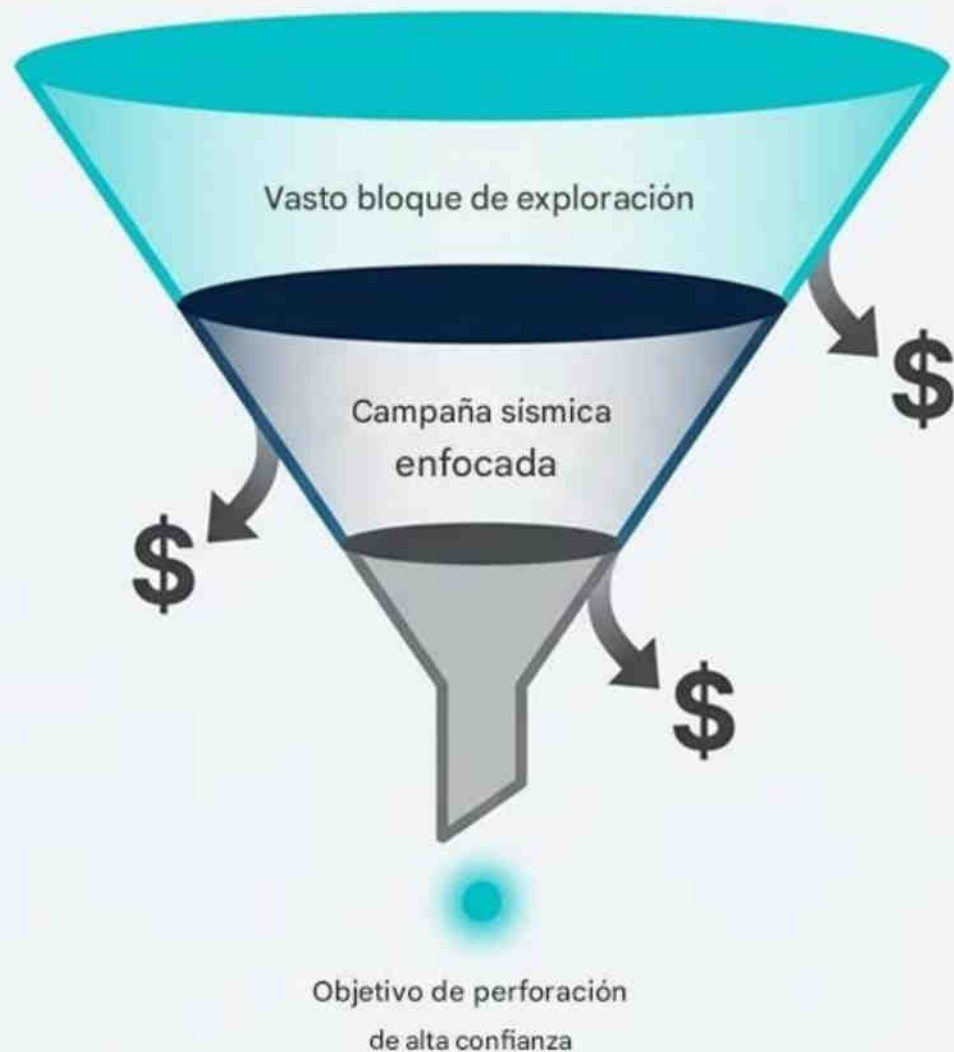 Vasto bloque de exploración
$
Campaña sísmica
enfocada
$
$
Objetivo de perforación
de alta confianza